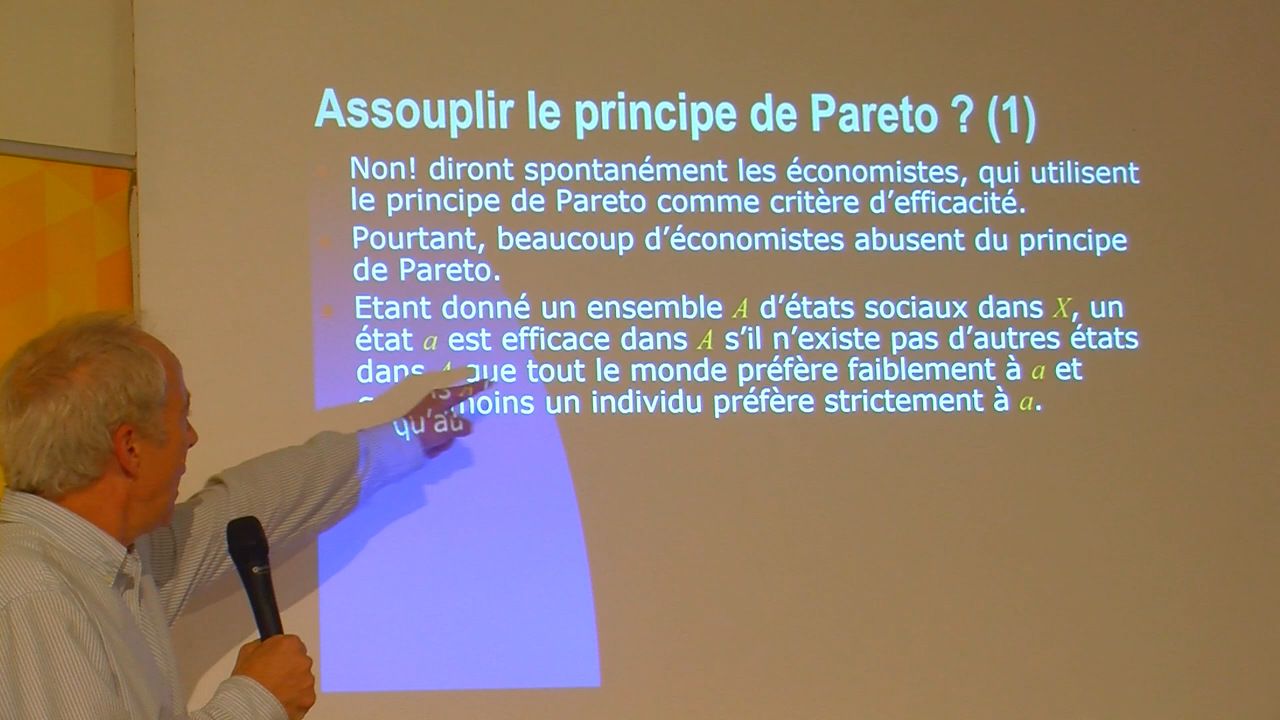 Assouplir le principe de Pareto ? (1)
Non! diront spontanément les économistes, qui utilisent
le principe de Pareto comme critère d’efficacité.
Pourtant, beaucoup d’économistes abusent du principe
de Pareto.
Etant donné un ensemble A d’états sociaux dans X, un
état a est efficace dans A s’il n’existe pas d’autres états
dans A que tout le monde préfère faiblement à a et
qu’au moins un individu préfère strictement à a.